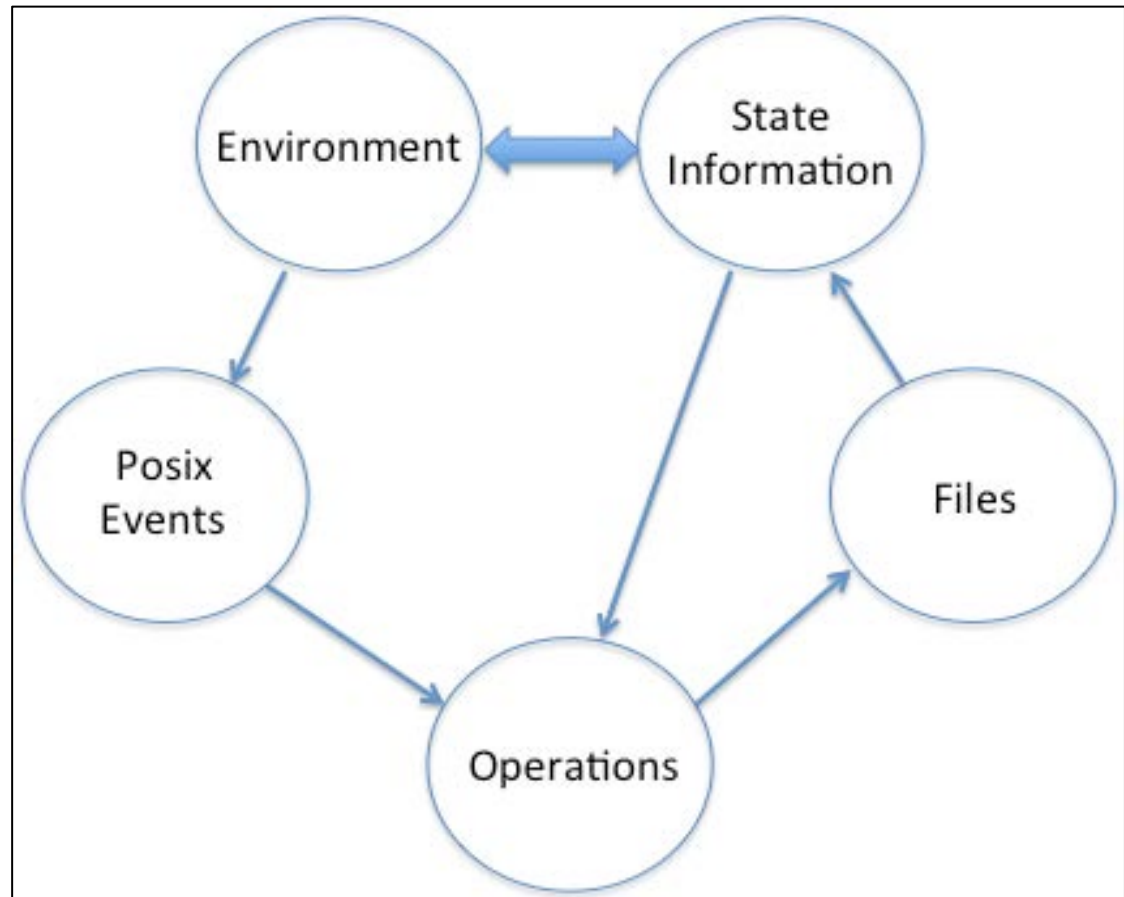 Environment
State
Information
Posix
Events
Files
Operations